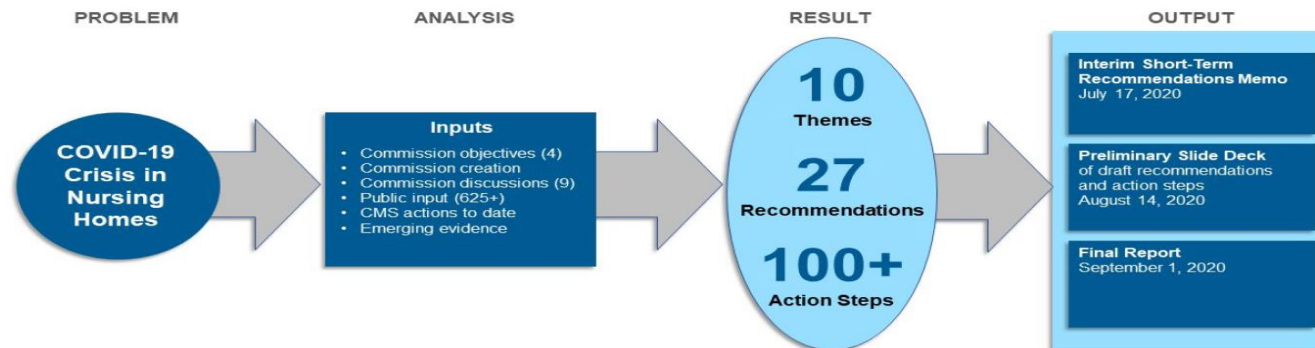 PROBLEM
ANALYSIS
RESULT
OUTPUT
COVID-19
Crisis in
Nursing
Homes
Inputs
• Commission objectives (4)
• Commission creation
• Commission discussions (9)
• Public input (625+)
• CMS actions to date
• Emerging evidence
10
Themes
27
Recommendations
100+
Action Steps
Interim Short-Term
Recommendations Memo
July 17, 2020
Preliminary Slide Deck
of draft recommendations
and action steps
August 14, 2020
Final Report
September 1, 2020